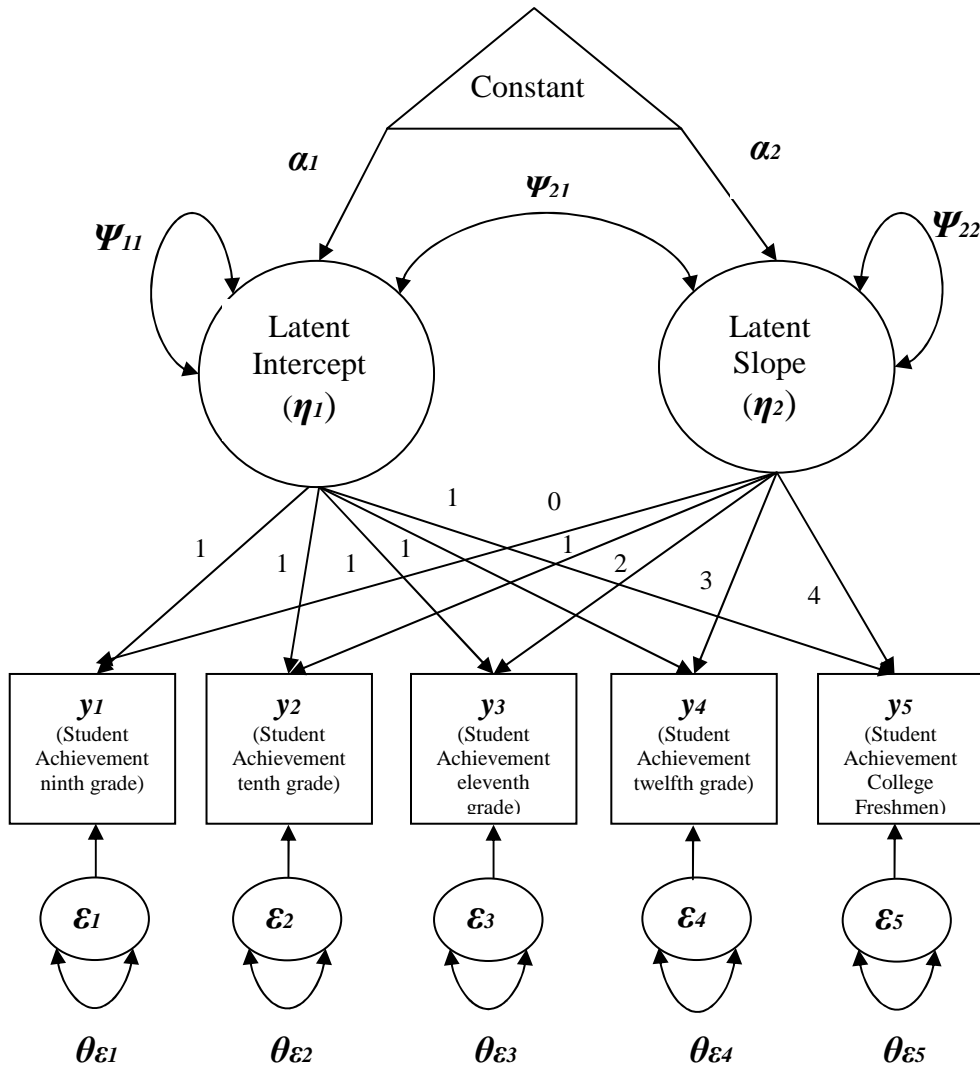 Constant
α1
α2
Ψ21
Ψ11
Ψ22
Latent
Intercept
(η1)
Latent
Slope
(η2)
1
0
1
1
1
1
1
2
3
4
y1
(Student
Achievement
ninth grade)
y2
(Student
Achievement
tenth grade)
y3
(Student
Achievement
eleventh
grade)
y4
(Student
Achievement
twelfth grade)
y5
(Student
Achievement
College
Freshmen)
ε1
ε2
ε3
ε4
ε5
θε1
θε2
θε3
θε4
θε5